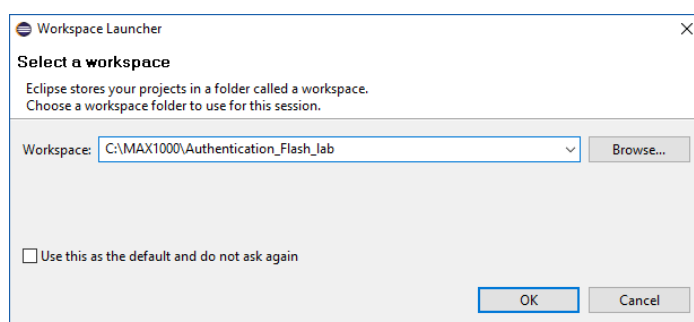 Workspace Launcher
Select a workspace
Eclipse stores your projects in a folder called a workspace.
Choose a workspace folder to use for this session.
Workspace: C:\MAX1000\Authentication_Flash_lab Browse...
Use this as the default and do not ask again
OK Cancel